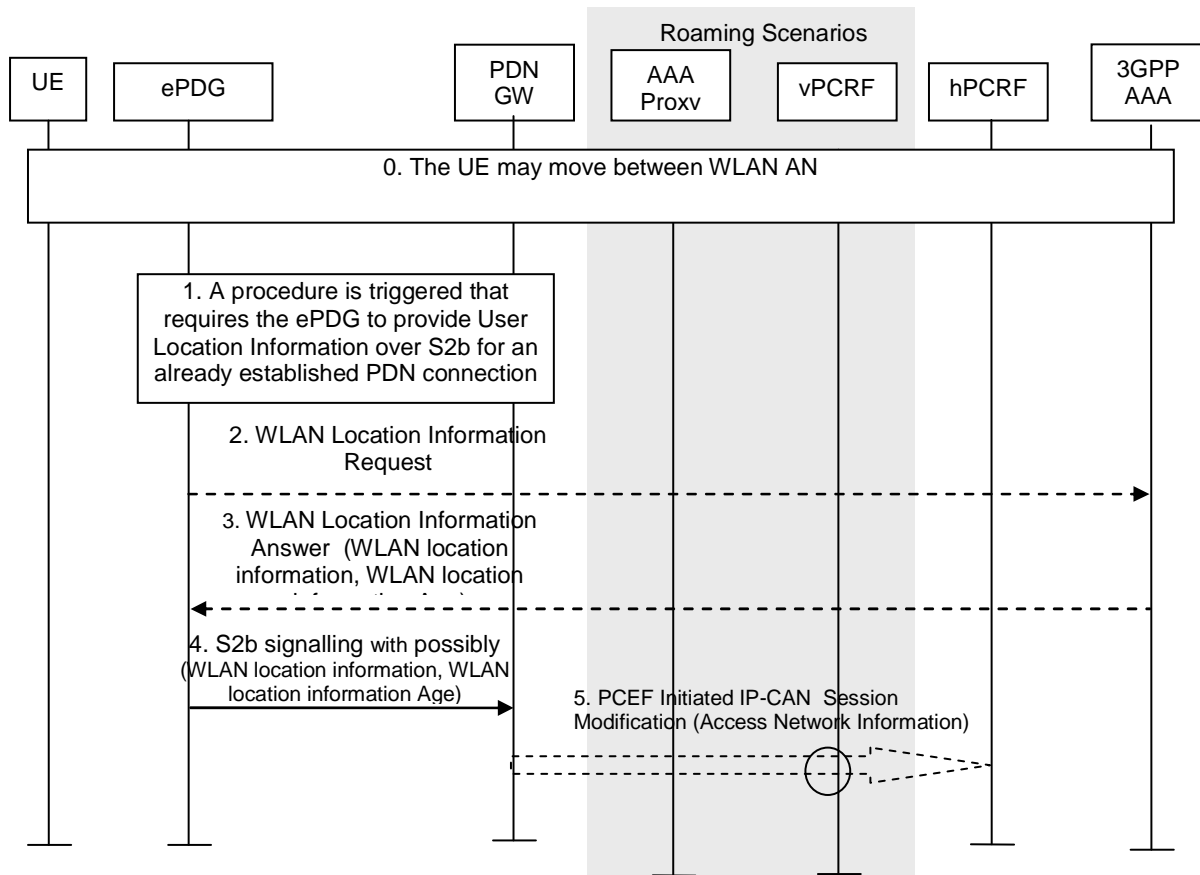 Roaming Scenarios
UE
ePDG
PDN
GW
AAA
Proxy
vPCRF
hPCRF
3GPP
AAA
0. The UE may move between WLAN AN
1. A procedure is triggered that
requires the ePDG to provide User
Location Information over S2b for an
already established PDN connection
2. WLAN Location Information
Request
3. WLAN Location Information
Answer (WLAN location
information, WLAN location
4. S2b signalling with possibly
(WLAN location information, WLAN
location information Age)
5. PCEF Initiated IP-CAN Session
Modification (Access Network Information)